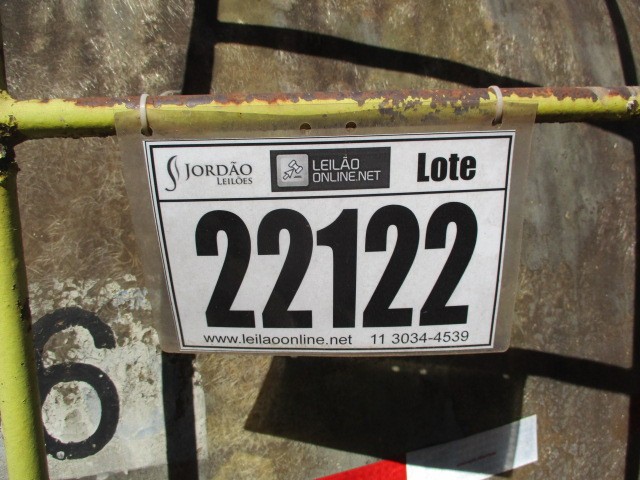 JORDÃO
LEILÕES
LEILÃO
ONLINE.NET
Lote
22122
www.leilaoonline.net 11 3034-4539
6